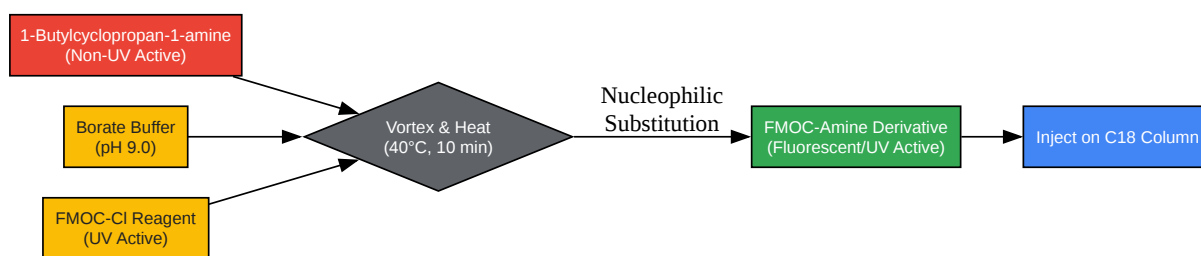 1-Butylcyclopropan-1-amine
(Non-UV Active)
Borate Buffer
(pH 9.0)
FMOC-Cl Reagent
(UV Active)
Vortex & Heat
(40°C, 10 min)
Nucleophilic
Substitution
FMOC-Amine Derivative
(Fluorescent/UV Active)
Inject on C18 Column